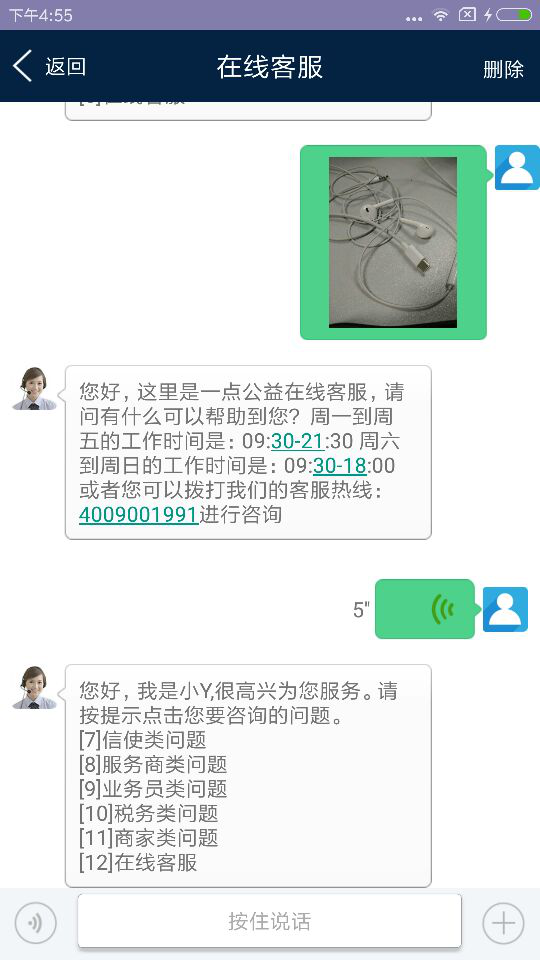 下午4:55
返回
在线客服
删除
[6]在线客服
您好，这里是一点公益在线客服，请
问有什么可以帮助到您？周一到周
五的工作时间是：09:30-21:30 周六
到周日的工作时间是：09:30-18:00
或者您可以拨打我们的客服热线：
4009001991进行咨询
5"
您好，我是小Y,很高兴为您服务。请
按提示点击您要咨询的问题。
[7]信使类问题
[8]服务商类问题
[9]业务员类问题
[10]税务类问题
[11]商家类问题
[12]在线客服
按住说话